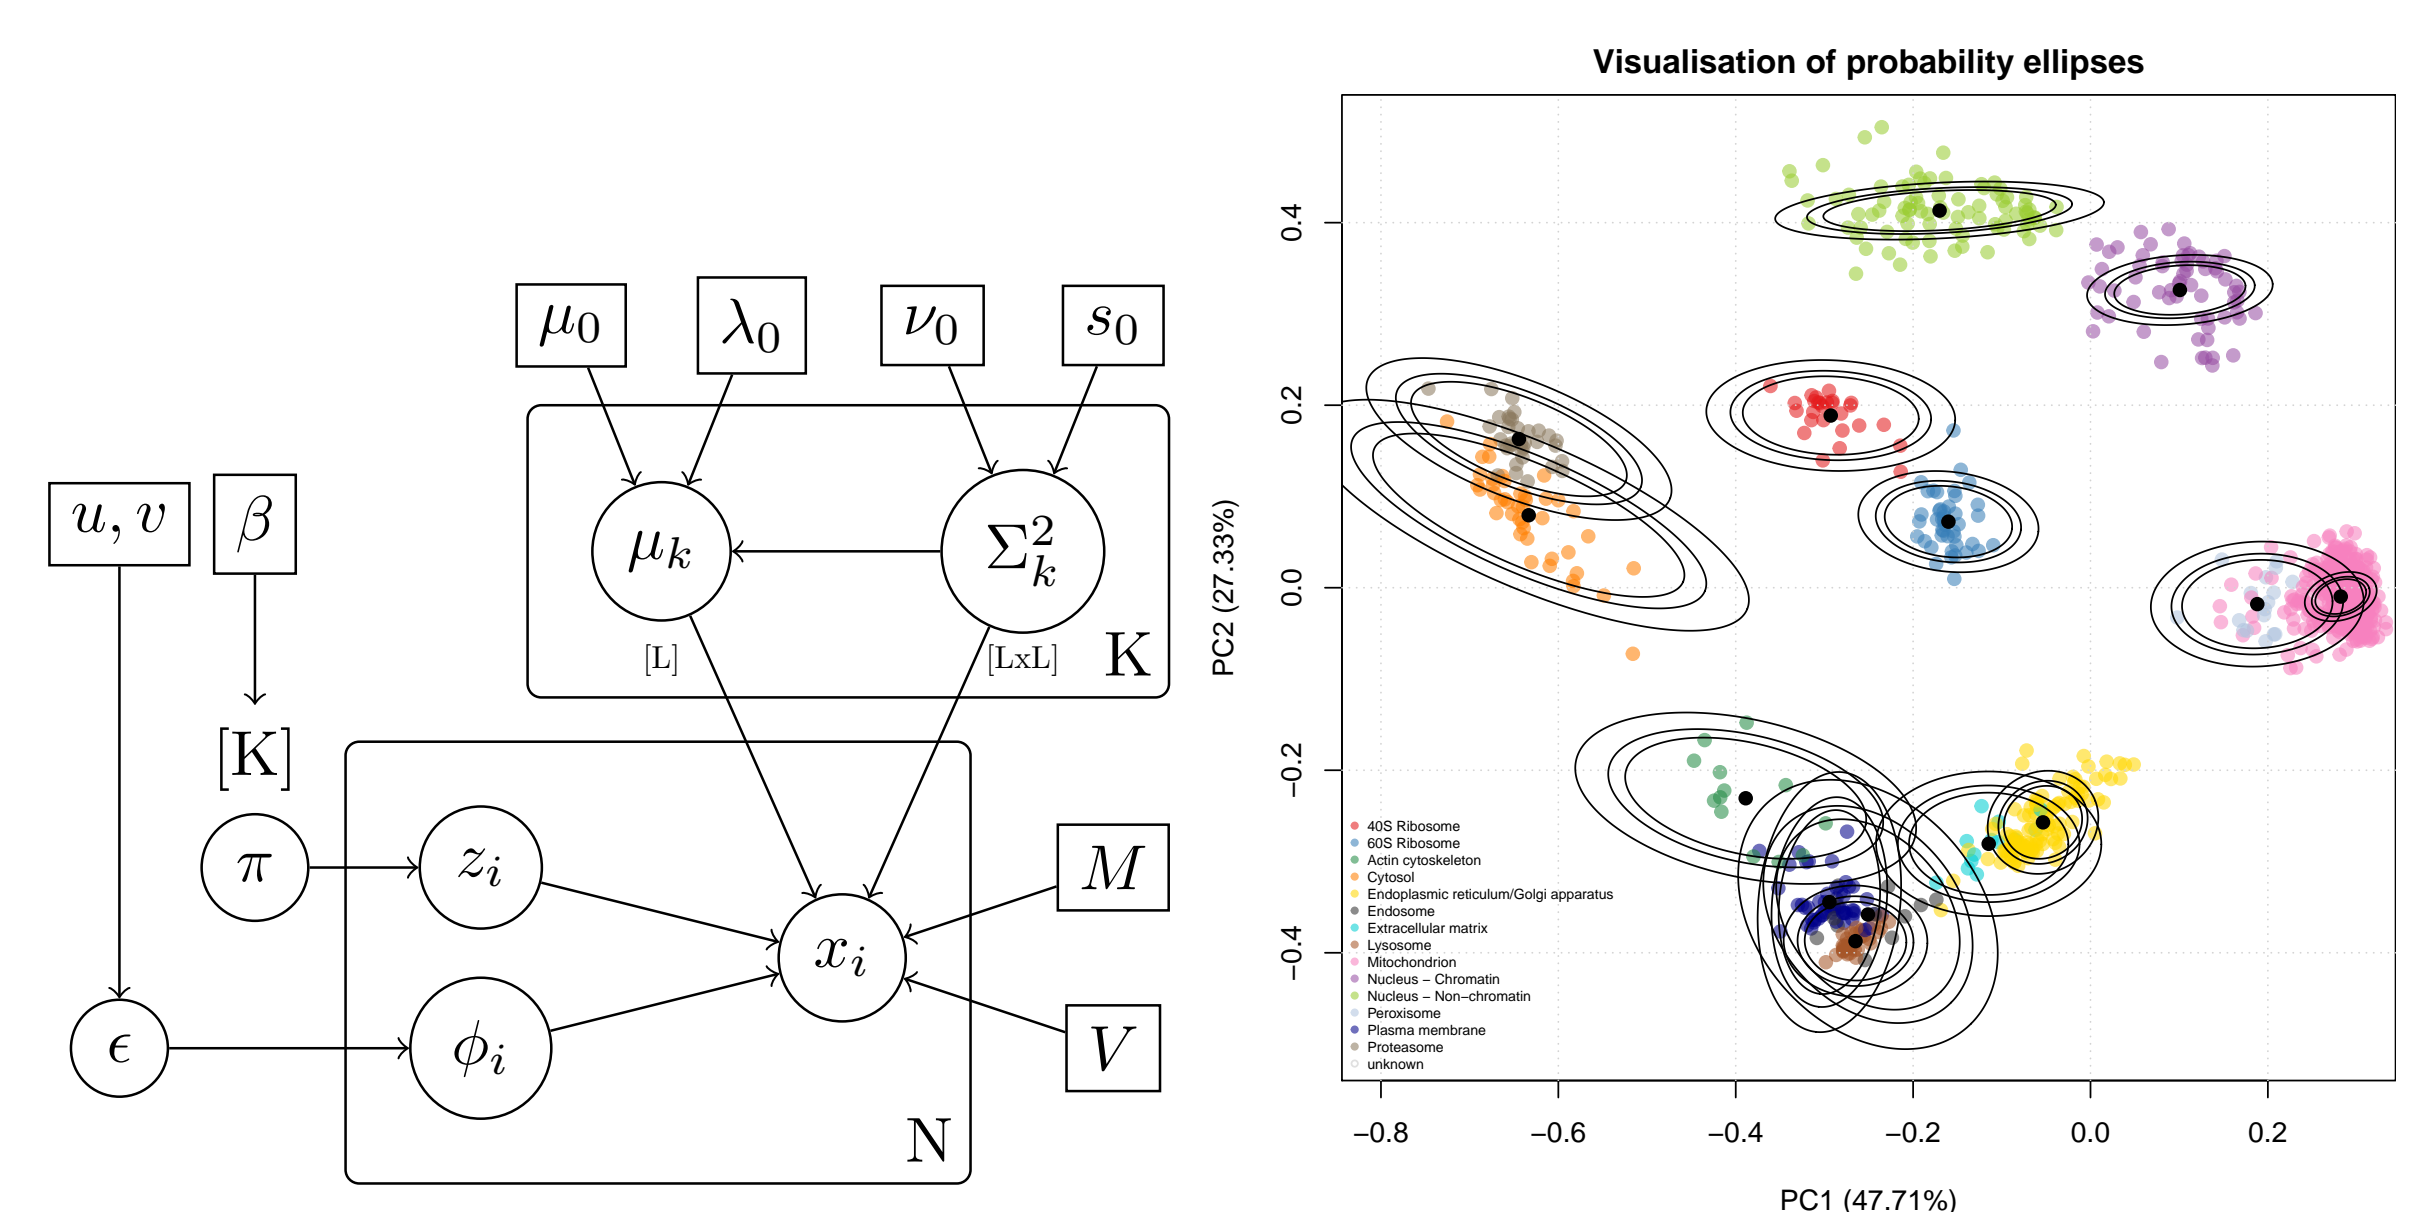 μ0
λ0
ν0
s0
u, v
β
μk
Σ²k
[L]
[LxL]
K
[K]
π
zi
M
xi
ϵ
ϕi
V
N
Visualisation of probability ellipses
PC2 (27.33%)
0.4
0.2
0.0
−0.2
−0.4
40S Ribosome
60S Ribosome
Actin cytoskeleton
Cytosol
Endoplasmic reticulum/Golgi apparatus
Endosome
Extracellular matrix
Lysosome
Mitochondrion
Nucleus − Chromatin
Nucleus − Non−chromatin
Peroxisome
Plasma membrane
Proteasome
unknown
−0.8 −0.6 −0.4 −0.2 0.0 0.2
PC1 (47.71%)